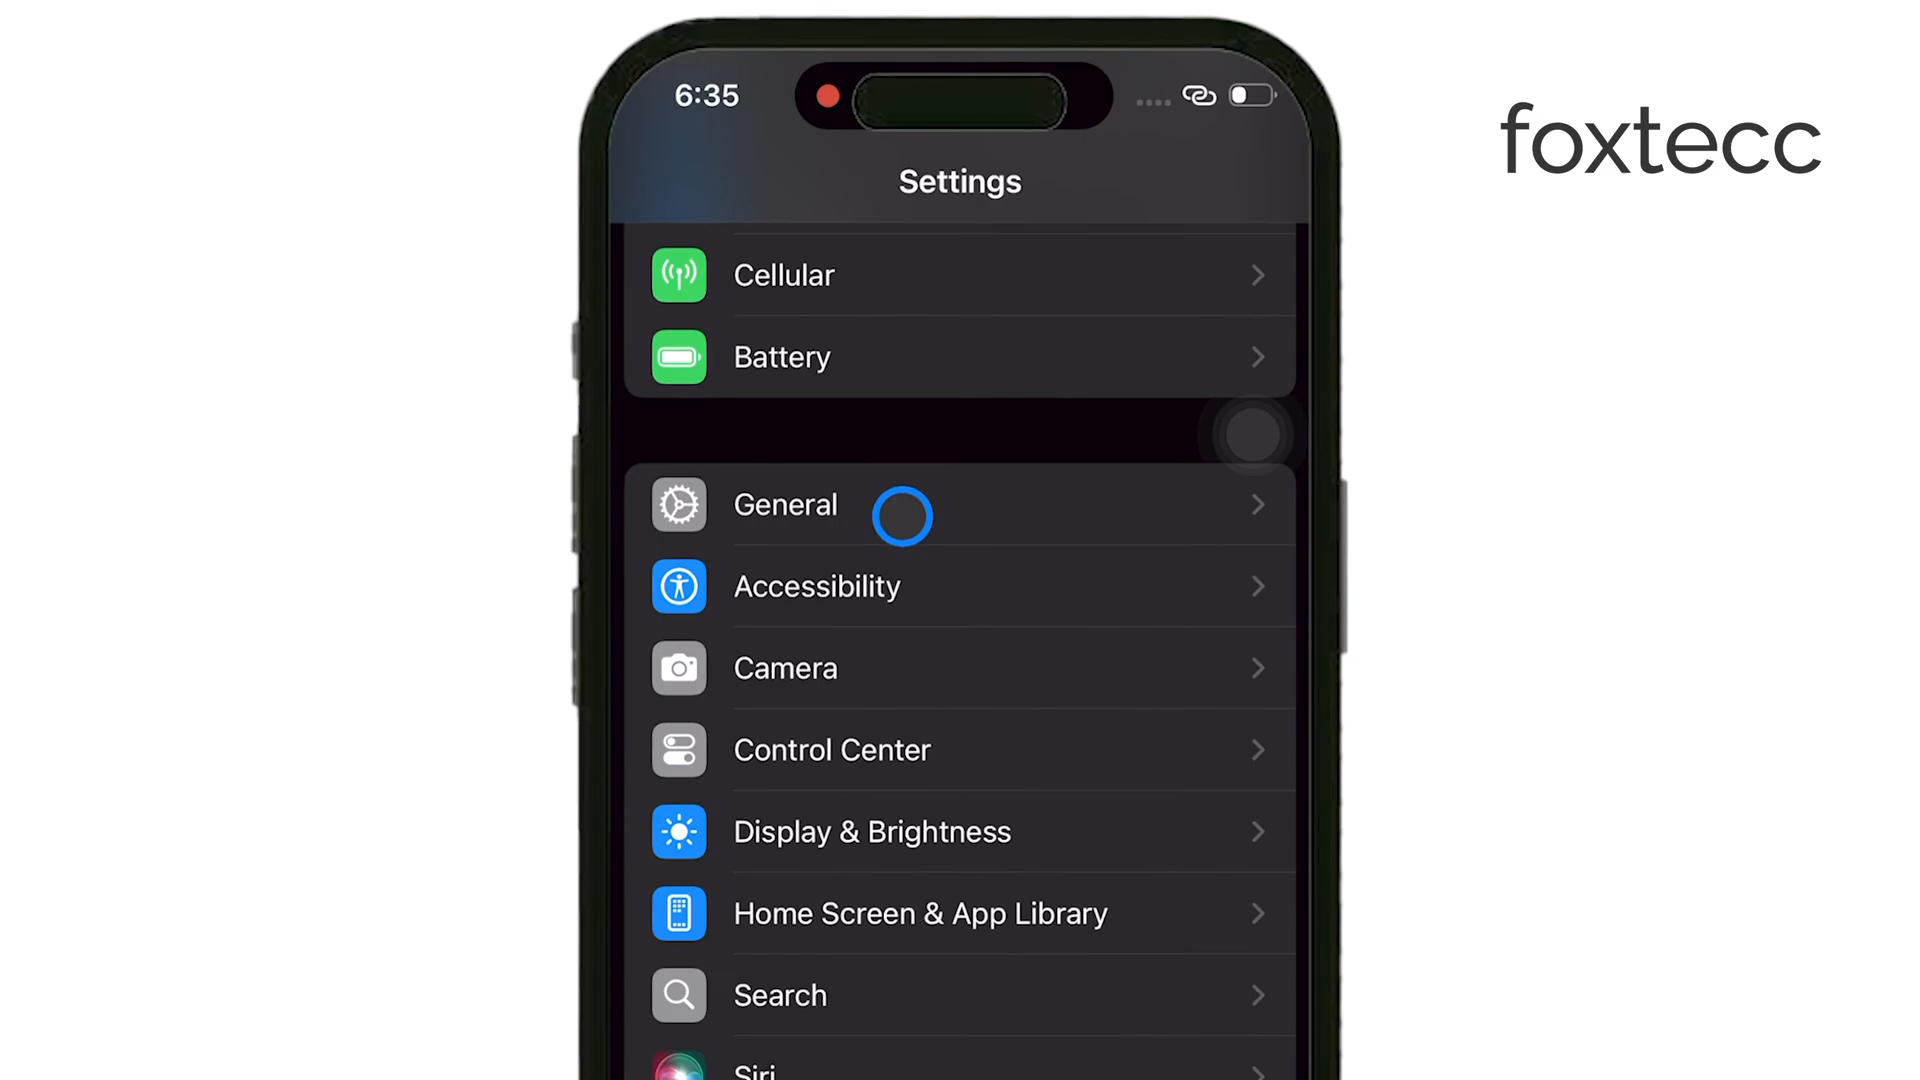 6:35
foxtecc
Settings
Cellular
Battery
General
Accessibility
Camera
Control Center
Display & Brightness
Home Screen & App Library
Search
Siri